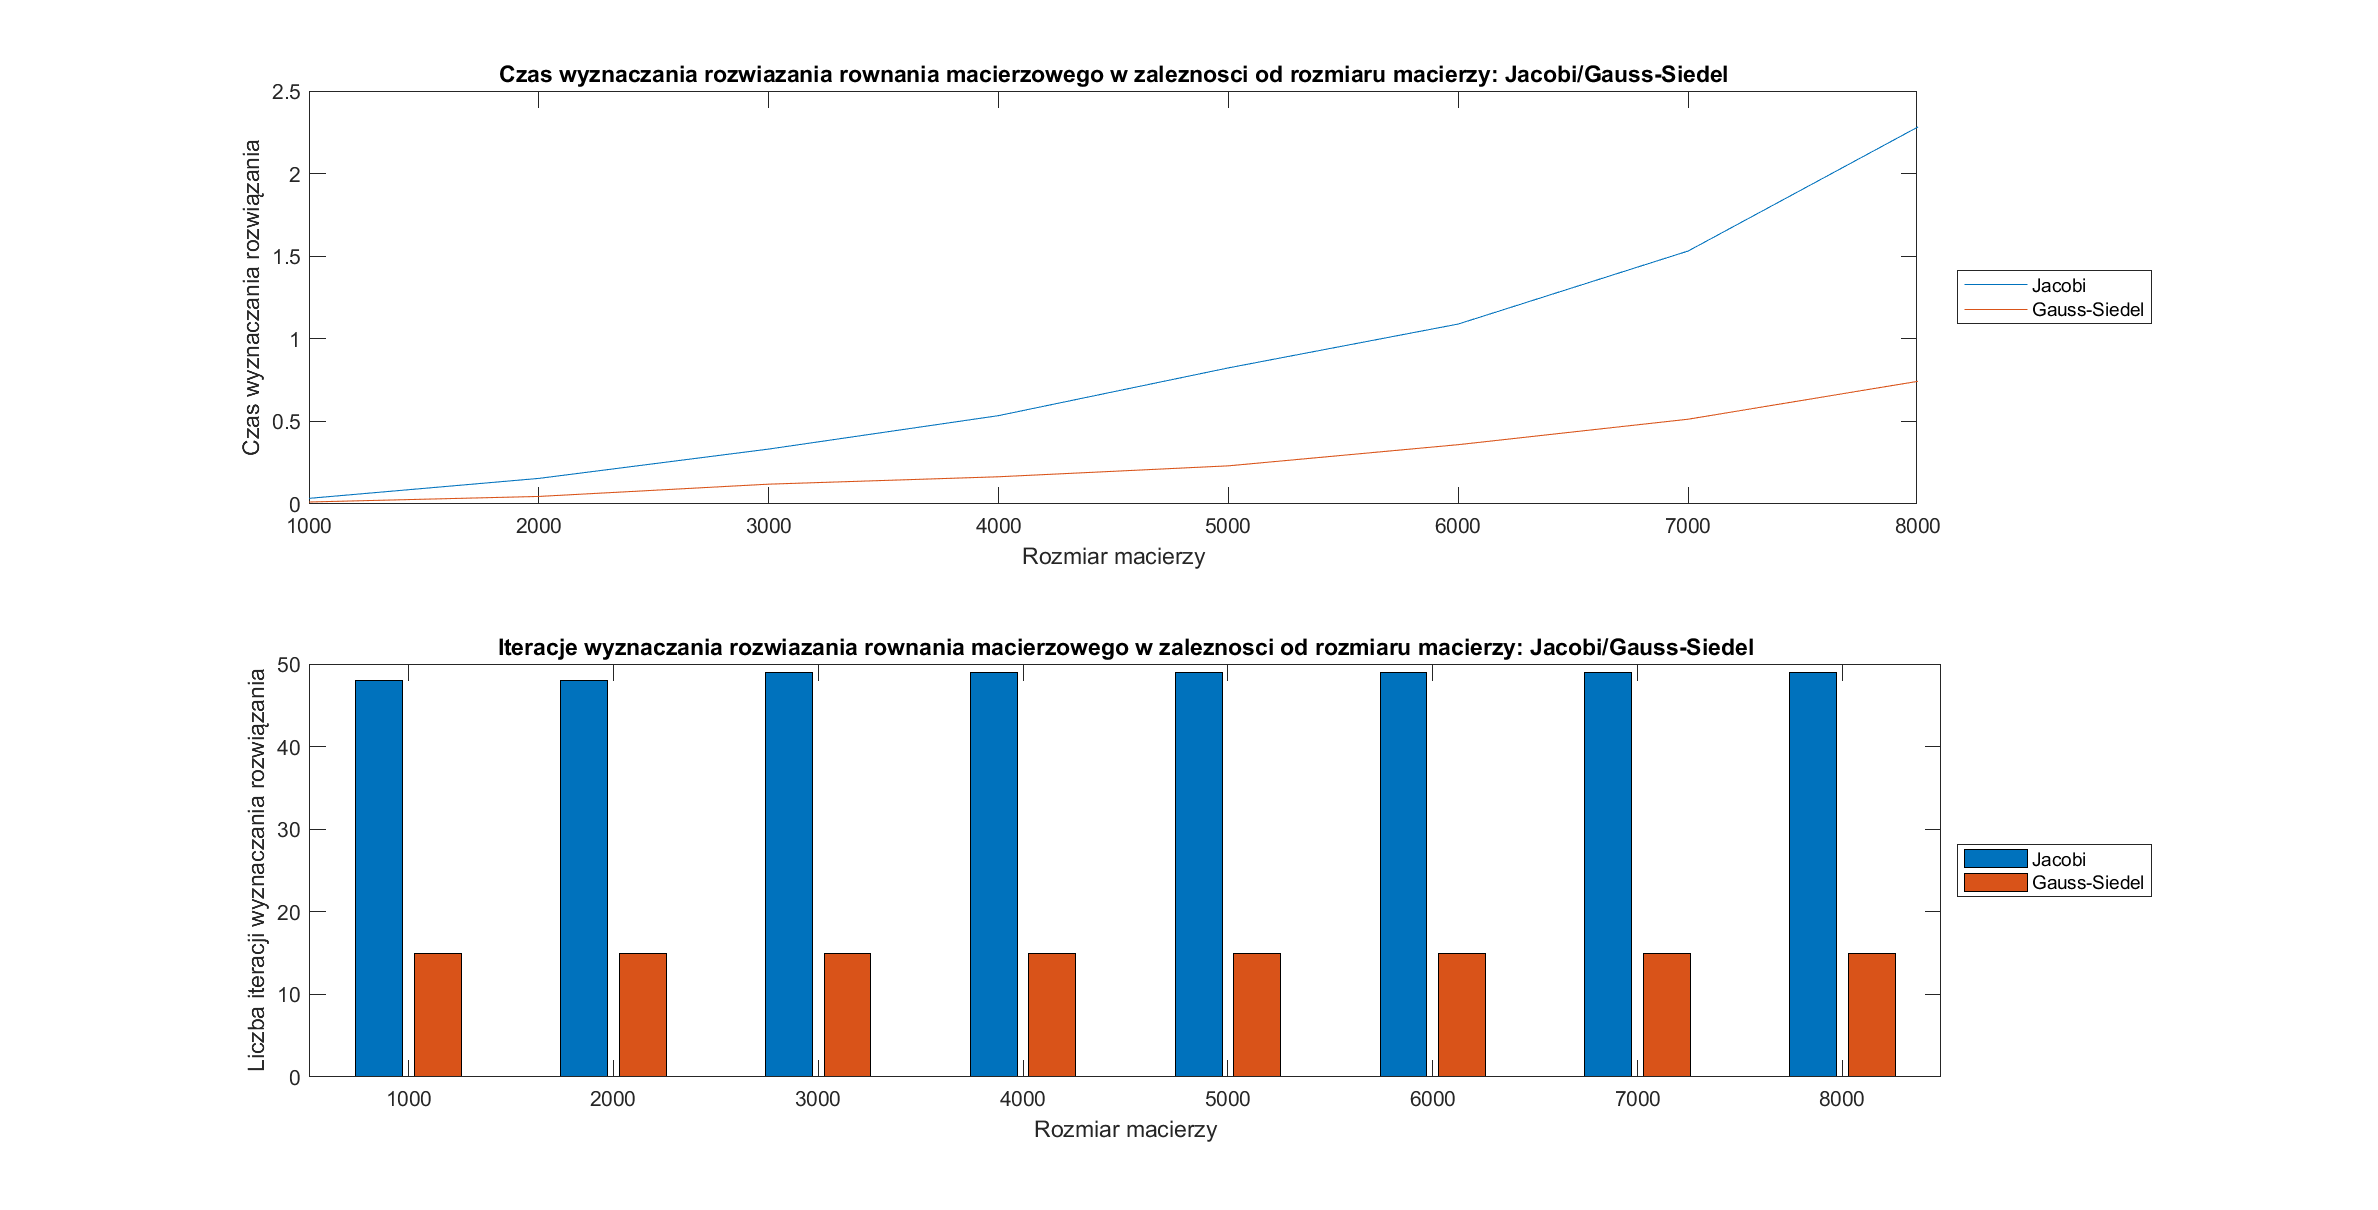 Czas wyznaczania rozwiazania rownania macierzowego w zaleznosci od rozmiaru macierzy: Jacobi/Gauss-Siedel
Czas wyznaczania rozwiązania
2.5
2
1.5
1
0.5
0
1000 2000 3000 4000 5000 6000 7000 8000
Rozmiar macierzy
Jacobi
Gauss-Siedel
Iteracje wyznaczania rozwiazania rownania macierzowego w zaleznosci od rozmiaru macierzy: Jacobi/Gauss-Siedel
Liczba iteracji wyznaczania rozwiązania
50
40
30
20
10
0
1000 2000 3000 4000 5000 6000 7000 8000
Rozmiar macierzy
Jacobi
Gauss-Siedel